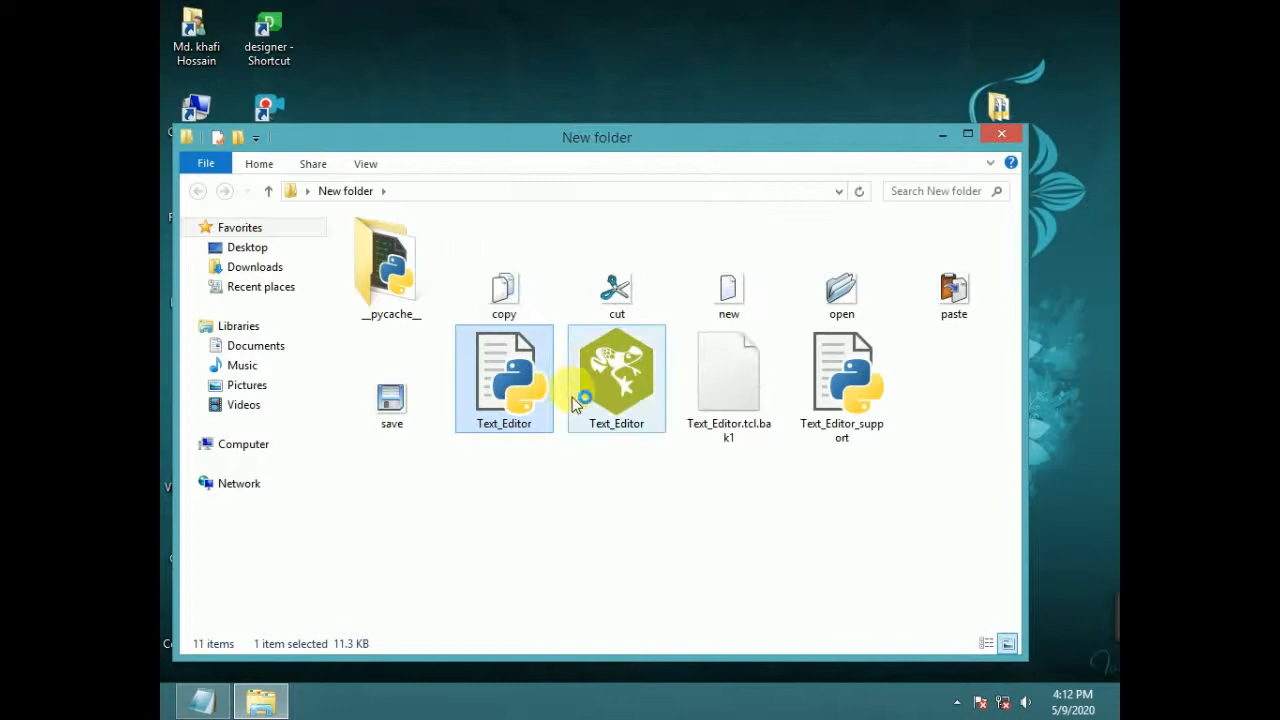 Md. khafi
Hossain
designer -
Shortcut
New folder
File
Home
Share
View
New folder
Search New folder
Favorites
Desktop
Downloads
Recent places
Libraries
Documents
Music
Pictures
Videos
Computer
Network
__pycache__
copy
cut
new
open
paste
save
Text_Editor
Text_Editor
Text_Editor.tcl.ba
k1
Text_Editor_supp
ort
11 items
1 item selected 11.3 KB
4:12 PM
5/9/2020